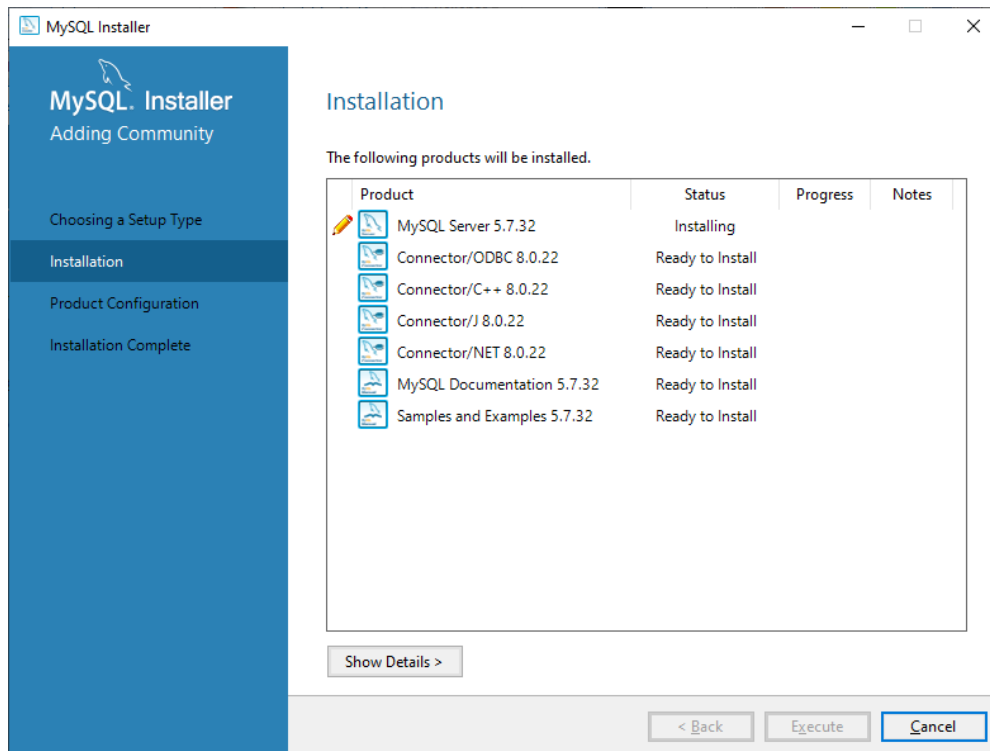 MySQL Installer
MySQL. Installer
Adding Community
Choosing a Setup Type
Installation
Product Configuration
Installation Complete
Installation
The following products will be installed.
Product Status Progress Notes
MySQL Server 5.7.32 Installing
Connector/ODBC 8.0.22 Ready to Install
Connector/C++ 8.0.22 Ready to Install
Connector/J 8.0.22 Ready to Install
Connector/NET 8.0.22 Ready to Install
MySQL Documentation 5.7.32 Ready to Install
Samples and Examples 5.7.32 Ready to Install
Show Details >
< Back Execute Cancel